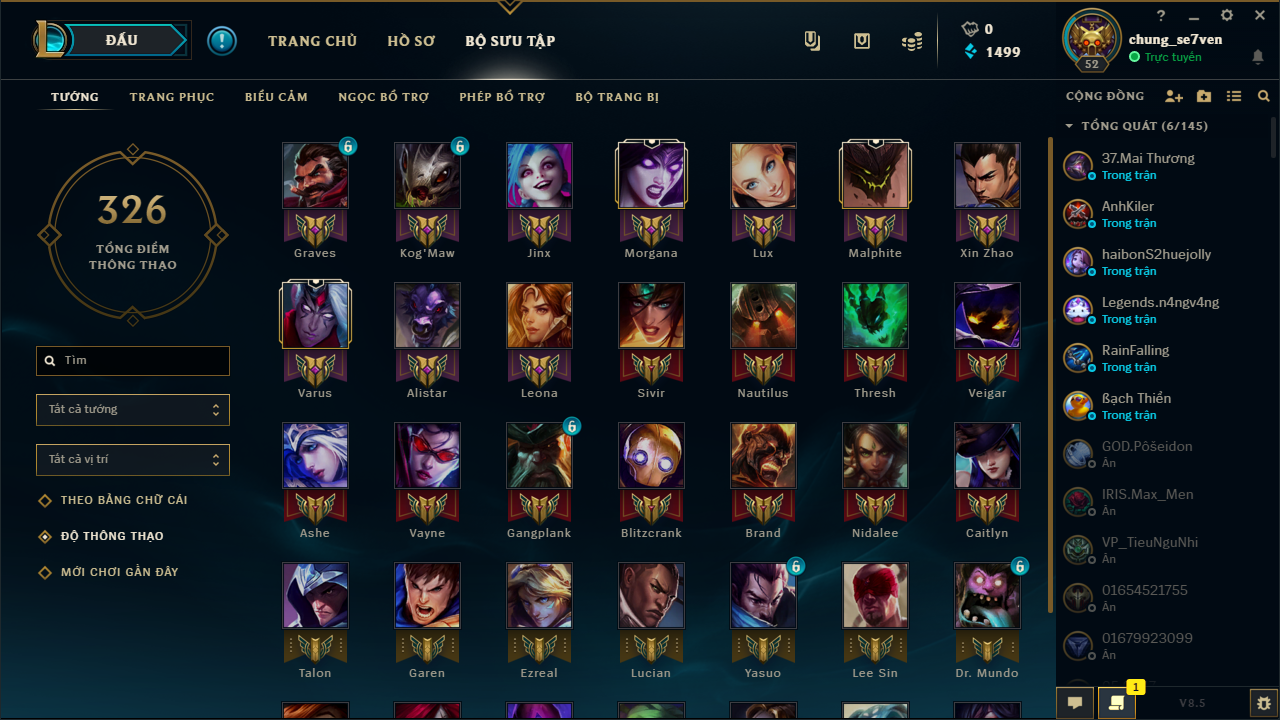 ĐẤU
TRANG CHỦ
HỒ SƠ
BỘ SƯU TẬP
0
1499
52
chung_se7ven
Trực tuyến
TƯỚNG
TRANG PHỤC
BIỂU CẢM
NGỌC BỔ TRỢ
PHÉP BỔ TRỢ
BỘ TRANG BỊ
CỘNG ĐỒNG
TỔNG QUÁT (6/145)
326
TỔNG ĐIỂM
THÔNG THẠO
Tìm
Tất cả tướng
Tất cả vị trí
THEO BẢNG CHỮ CÁI
ĐỘ THÔNG THẠO
MỚI CHƠI GẦN ĐÂY
6
6
Graves
Kog'Maw
Jinx
Morgana
Lux
Malphite
Xin Zhao
Varus
Alistar
Leona
Sivir
Nautilus
Thresh
Veigar
6
Ashe
Vayne
Gangplank
Blitzcrank
Brand
Nidalee
Caitlyn
6
6
Talon
Garen
Ezreal
Lucian
Yasuo
Lee Sin
Dr. Mundo
37.Mai Thương
Trong trận
AnhKiler
Trong trận
haibonS2huejolly
Trong trận
Legends.n4ngv4ng
Trong trận
RainFalling
Trong trận
ßạch Thiền
Trong trận
GOD.Pôšeidon
Ẩn
IRIS.Max_Men
Ẩn
VP_TieuNguNhi
Ẩn
01654521755
Ẩn
01679923099
Ẩn
1
V8.5